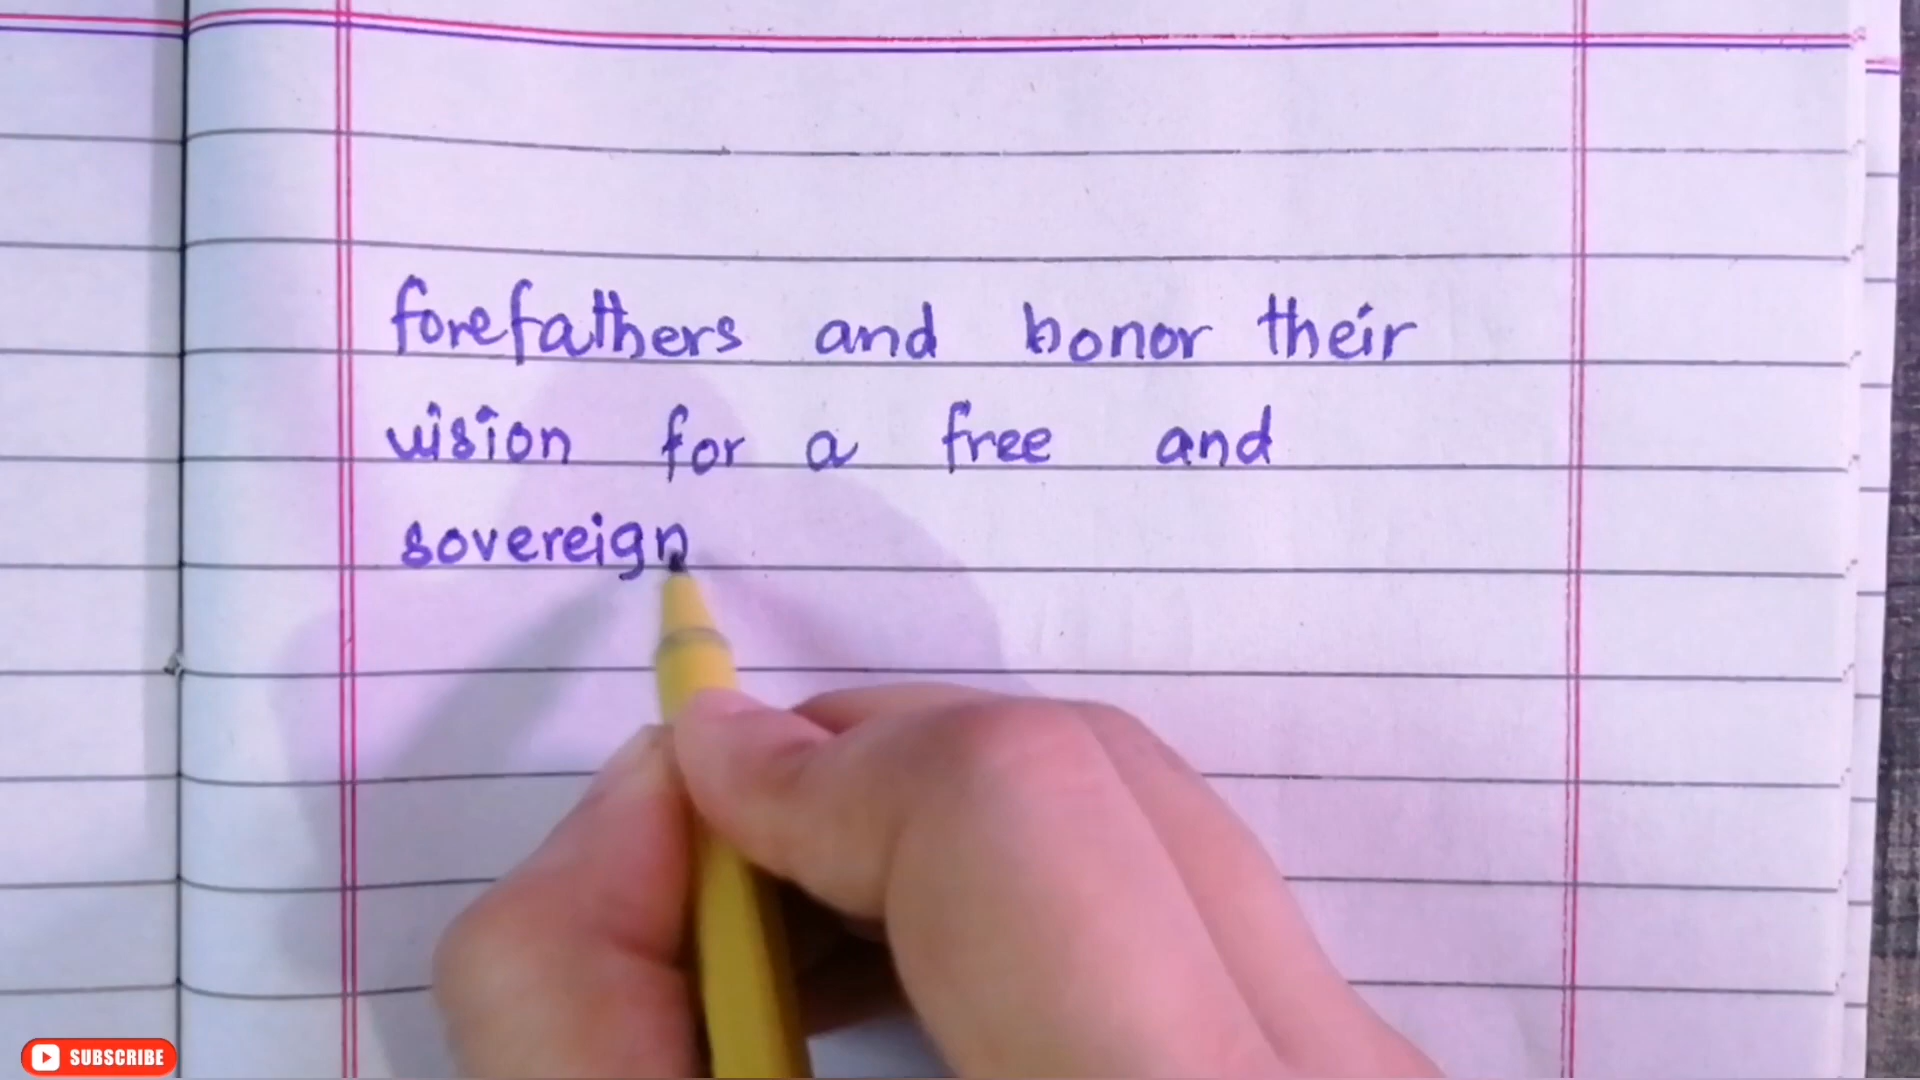 forefathers and honor their
vision for a free and
sovereign
SUBSCRIBE